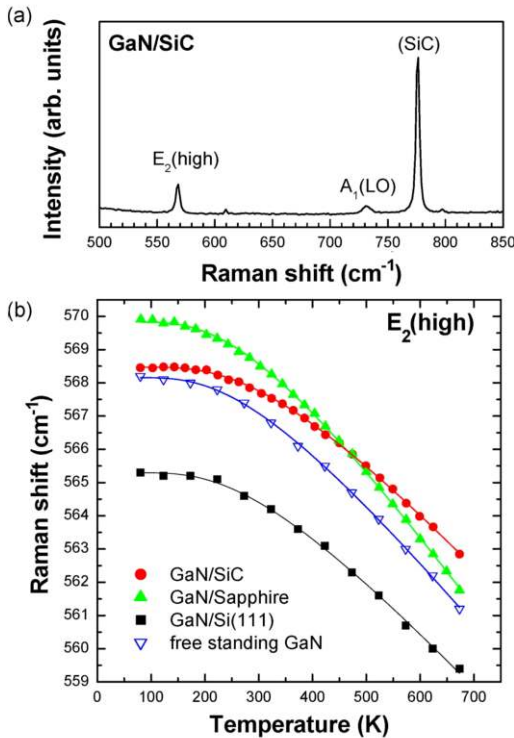 (a)
GaN/SiC
(SiC)
E₂(high)
A₁(LO)
Intensity (arb. units)
500 550 600 650 700 750 800 850
Raman shift (cm⁻¹)
(b)
E₂(high)
570
569
568
567
566
565
564
563
562
561
560
559
Raman shift (cm⁻¹)
GaN/SiC
GaN/Sapphire
GaN/Si(111)
free standing GaN
0 100 200 300 400 500 600 700
Temperature (K)